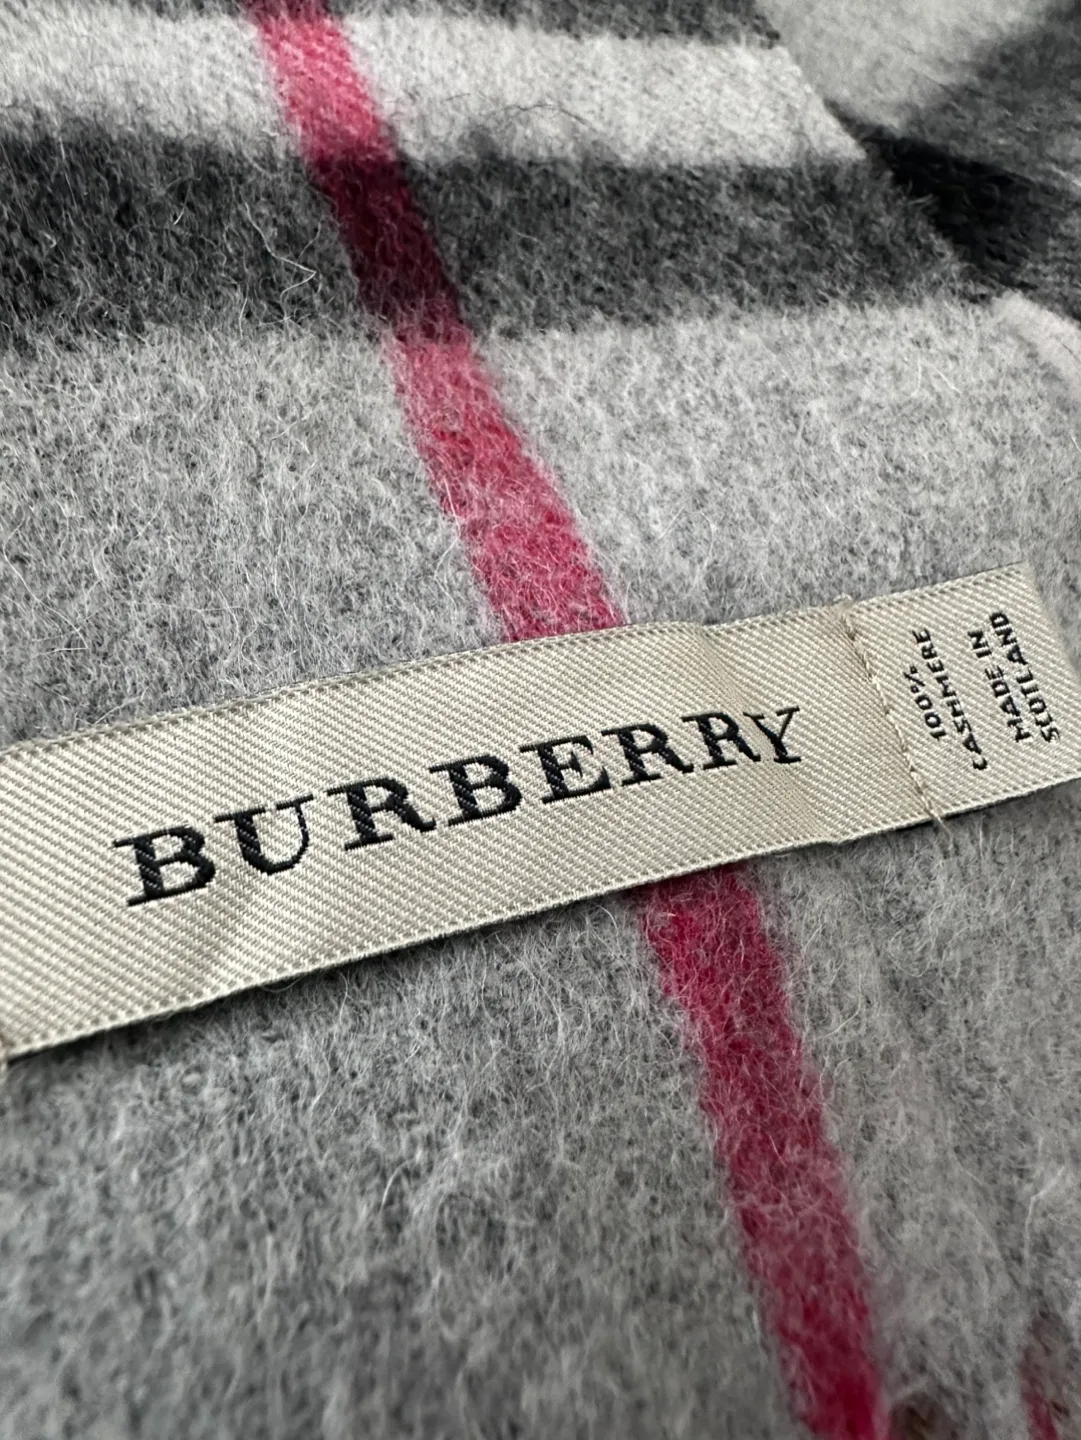 BURBERRY
100%
CASHMERE
MADE IN
SCOTLAND